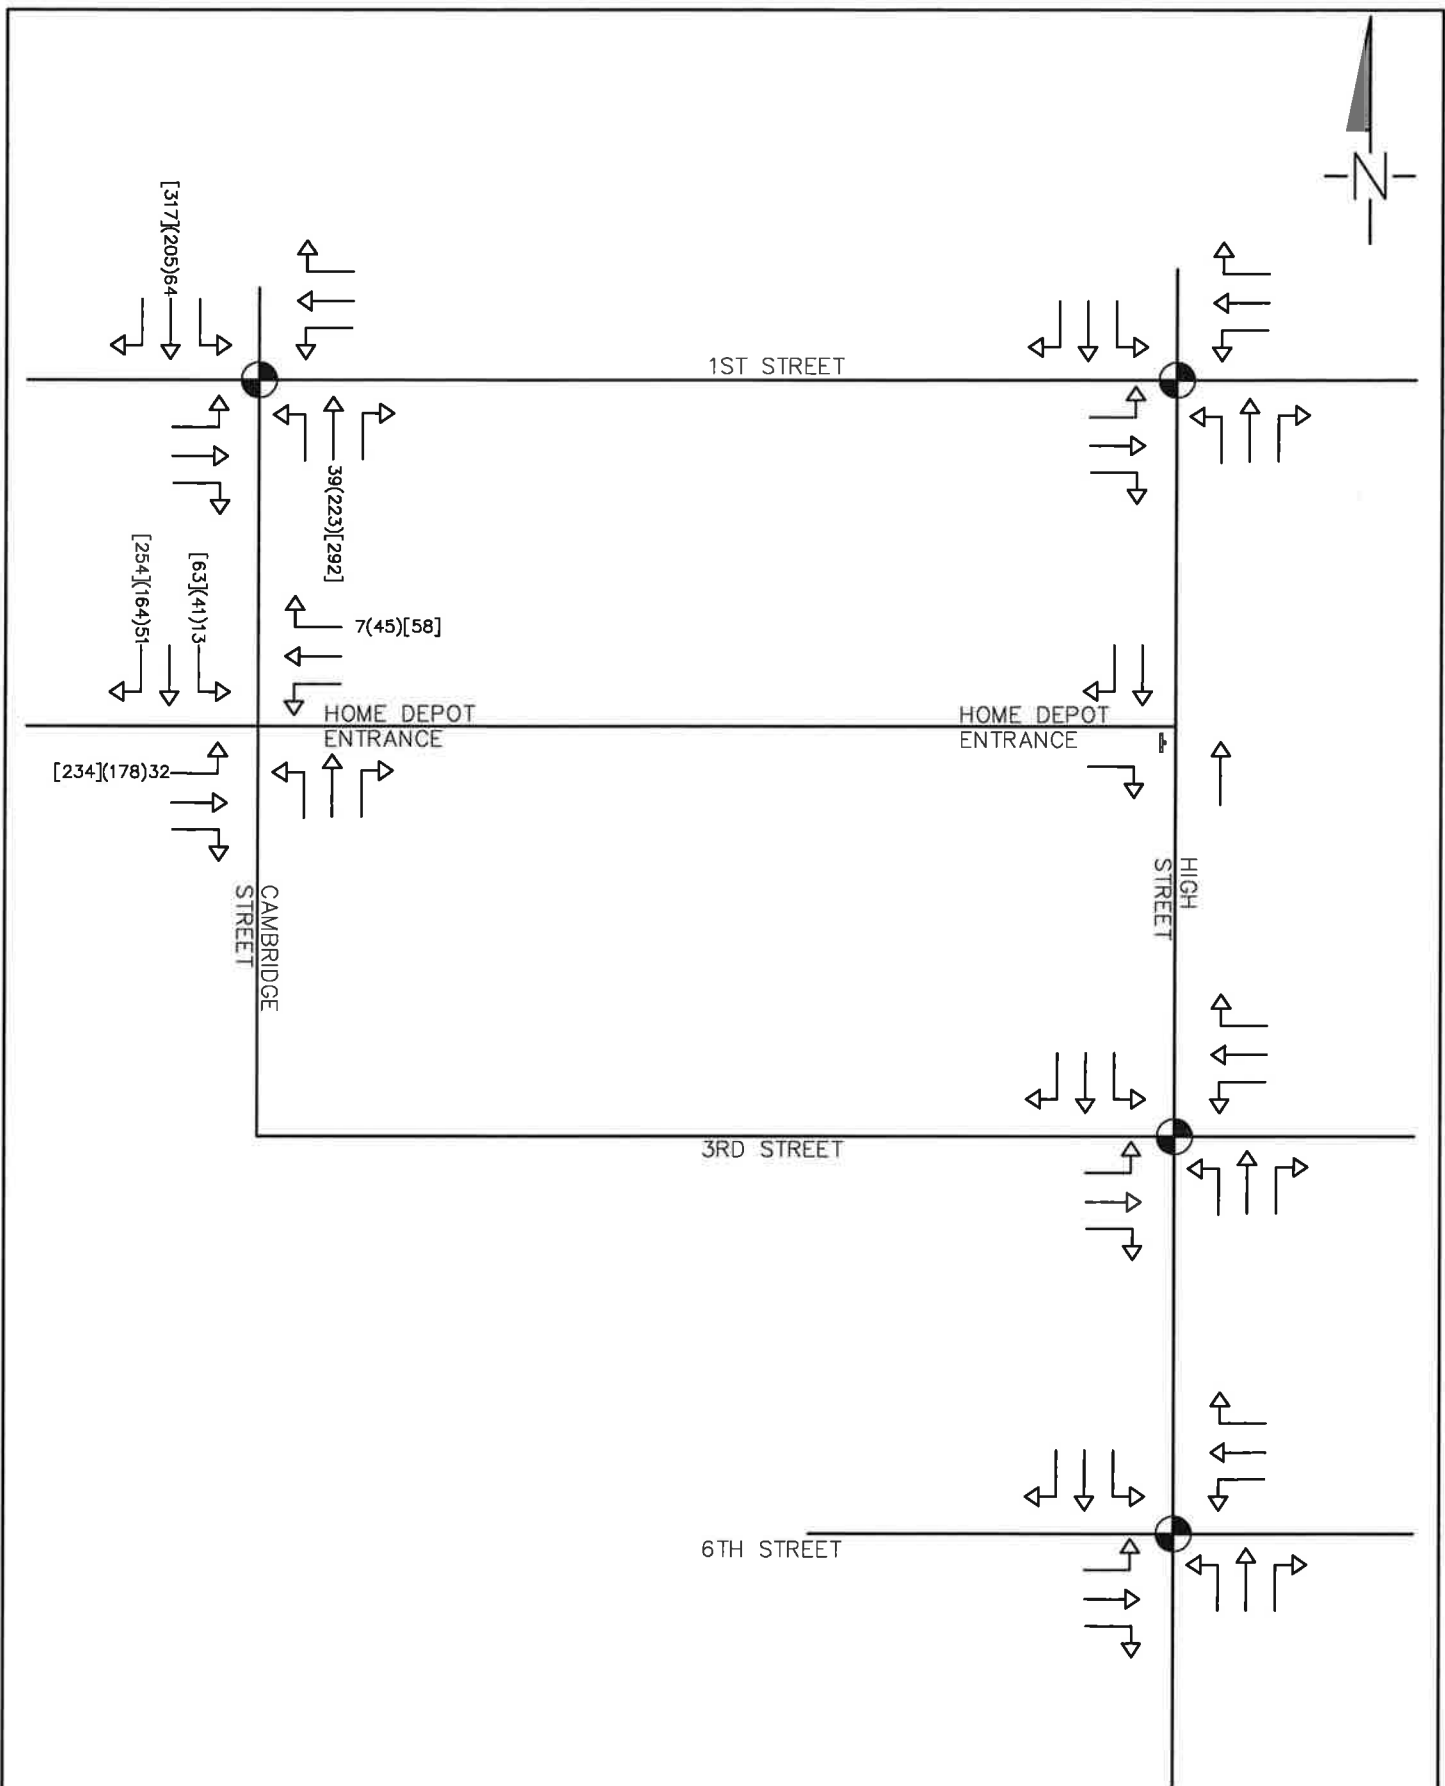 N
[317](205)64
1ST STREET
39(223)[292]
[254](164)51
[63](41)13
7(45)[58]
HOME DEPOT
ENTRANCE
HOME DEPOT
ENTRANCE
[234](178)32
CAMBRIDGE
STREET
HIGH
STREET
3RD STREET
6TH STREET